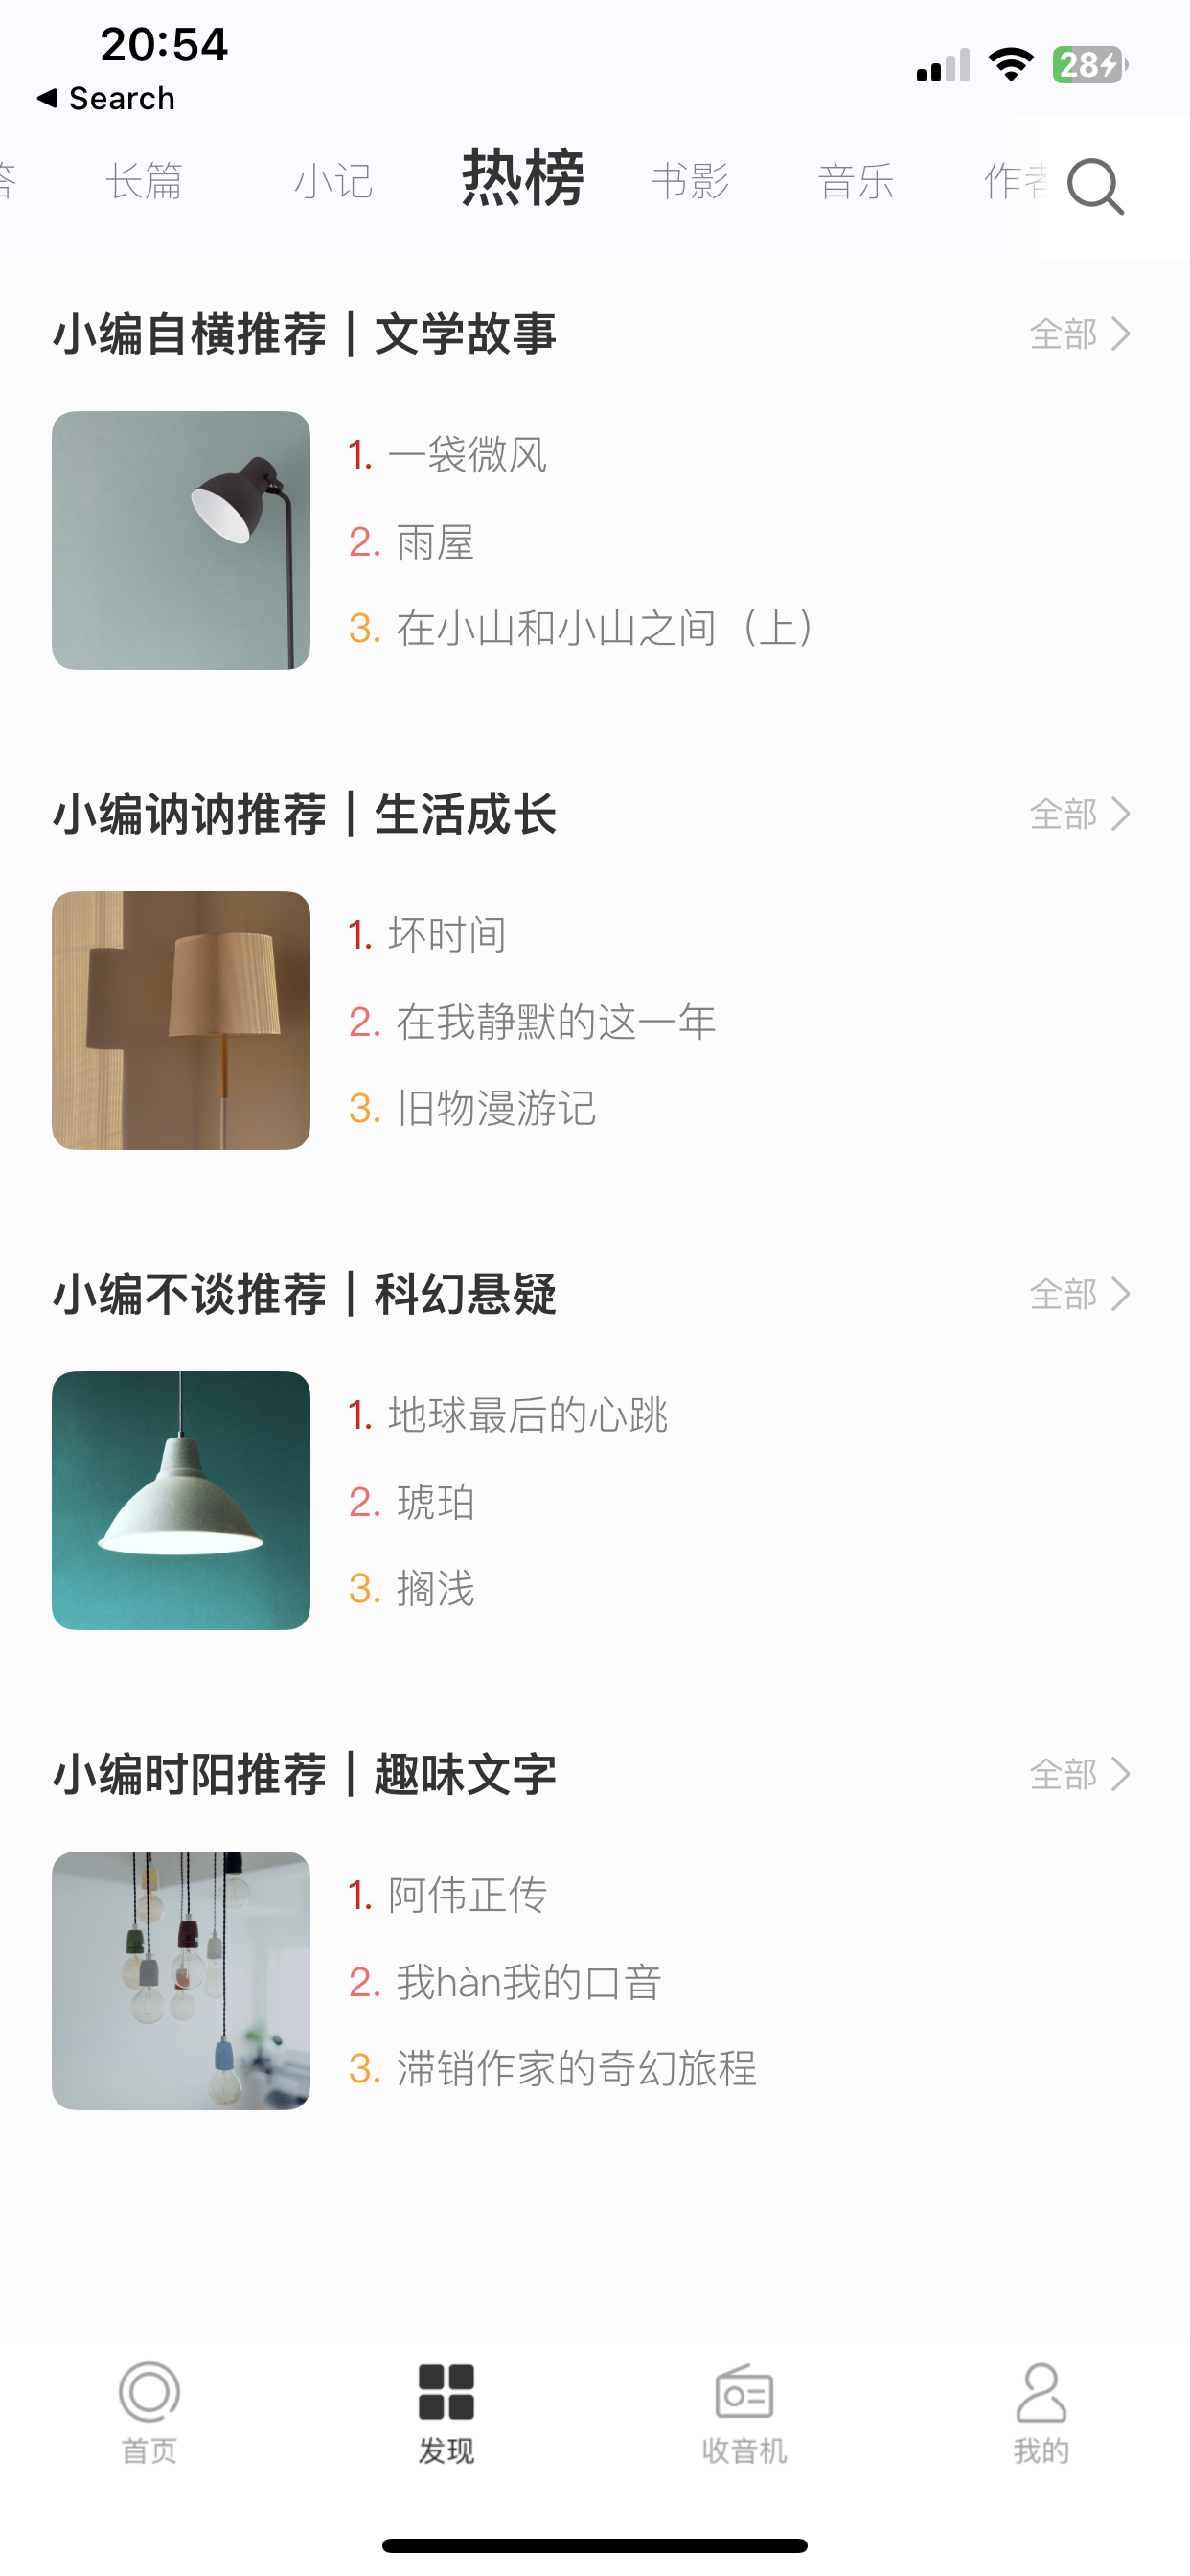 20:54
28
◀ Search
答 长篇 小记 热榜 书影 音乐 作者
小编自横推荐｜文学故事 全部
1. 一袋微风
2. 雨屋
3. 在小山和小山之间（上）
小编讷讷推荐｜生活成长 全部
1. 坏时间
2. 在我静默的这一年
3. 旧物漫游记
小编不谈推荐｜科幻悬疑 全部
1. 地球最后的心跳
2. 琥珀
3. 搁浅
小编时阳推荐｜趣味文字 全部
1. 阿伟正传
2. 我hàn我的口音
3. 滞销作家的奇幻旅程
首页 发现 收音机 我的